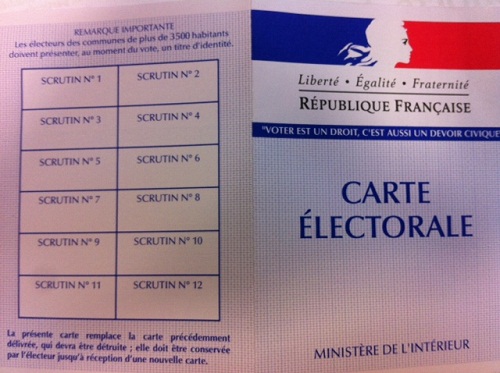 REMARQUE IMPORTANTE
Les électeurs des communes de plus de 3500 habitants
doivent présenter, au moment du vote, un titre d'identité.
SCRUTIN N° 1
SCRUTIN N° 2
SCRUTIN N° 3
SCRUTIN N° 4
SCRUTIN N° 5
SCRUTIN N° 6
SCRUTIN N° 7
SCRUTIN N° 8
SCRUTIN N° 9
SCRUTIN N° 10
SCRUTIN N° 11
SCRUTIN N° 12
La présente carte remplace la carte précédemment
délivrée, qui devra être détruite ; elle doit être conservée
par l'électeur jusqu'à réception d'une nouvelle carte.
Liberté • Égalité • Fraternité
RÉPUBLIQUE FRANÇAISE
"VOTER EST UN DROIT, C'EST AUSSI UN DEVOIR CIVIQUE
CARTE
ÉLECTORALE
MINISTÈRE DE L'INTÉRIEUR